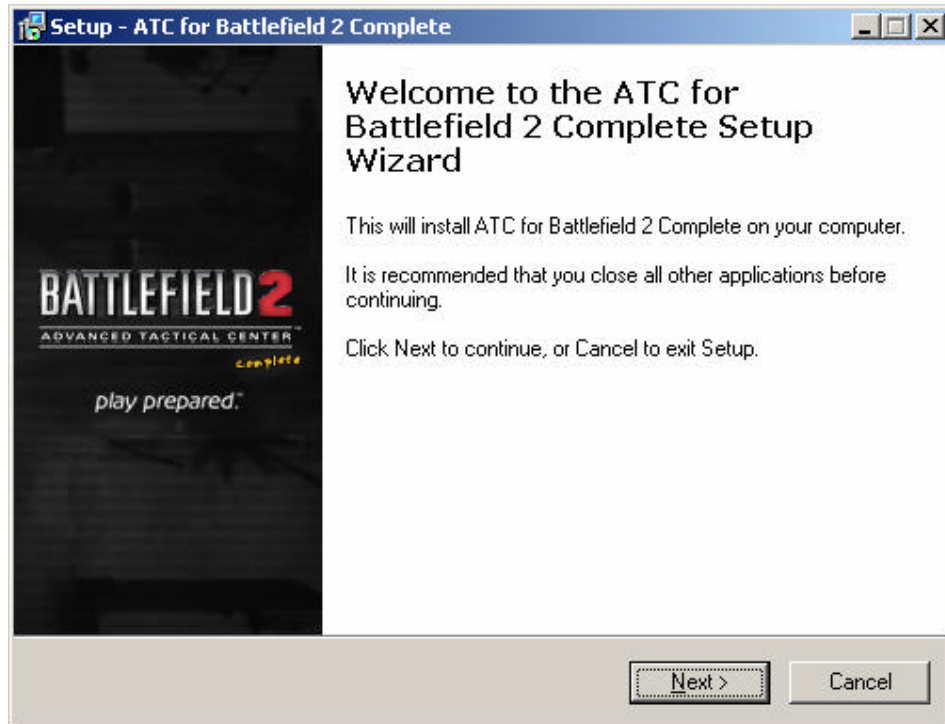 Setup - ATC for Battlefield 2 Complete
Welcome to the ATC for
Battlefield 2 Complete Setup
Wizard
This will install ATC for Battlefield 2 Complete on your computer.
It is recommended that you close all other applications before
continuing.
Click Next to continue, or Cancel to exit Setup.
BATTLEFIELD 2
ADVANCED TACTICAL CENTER™
complete
play prepared.™
Next >
Cancel